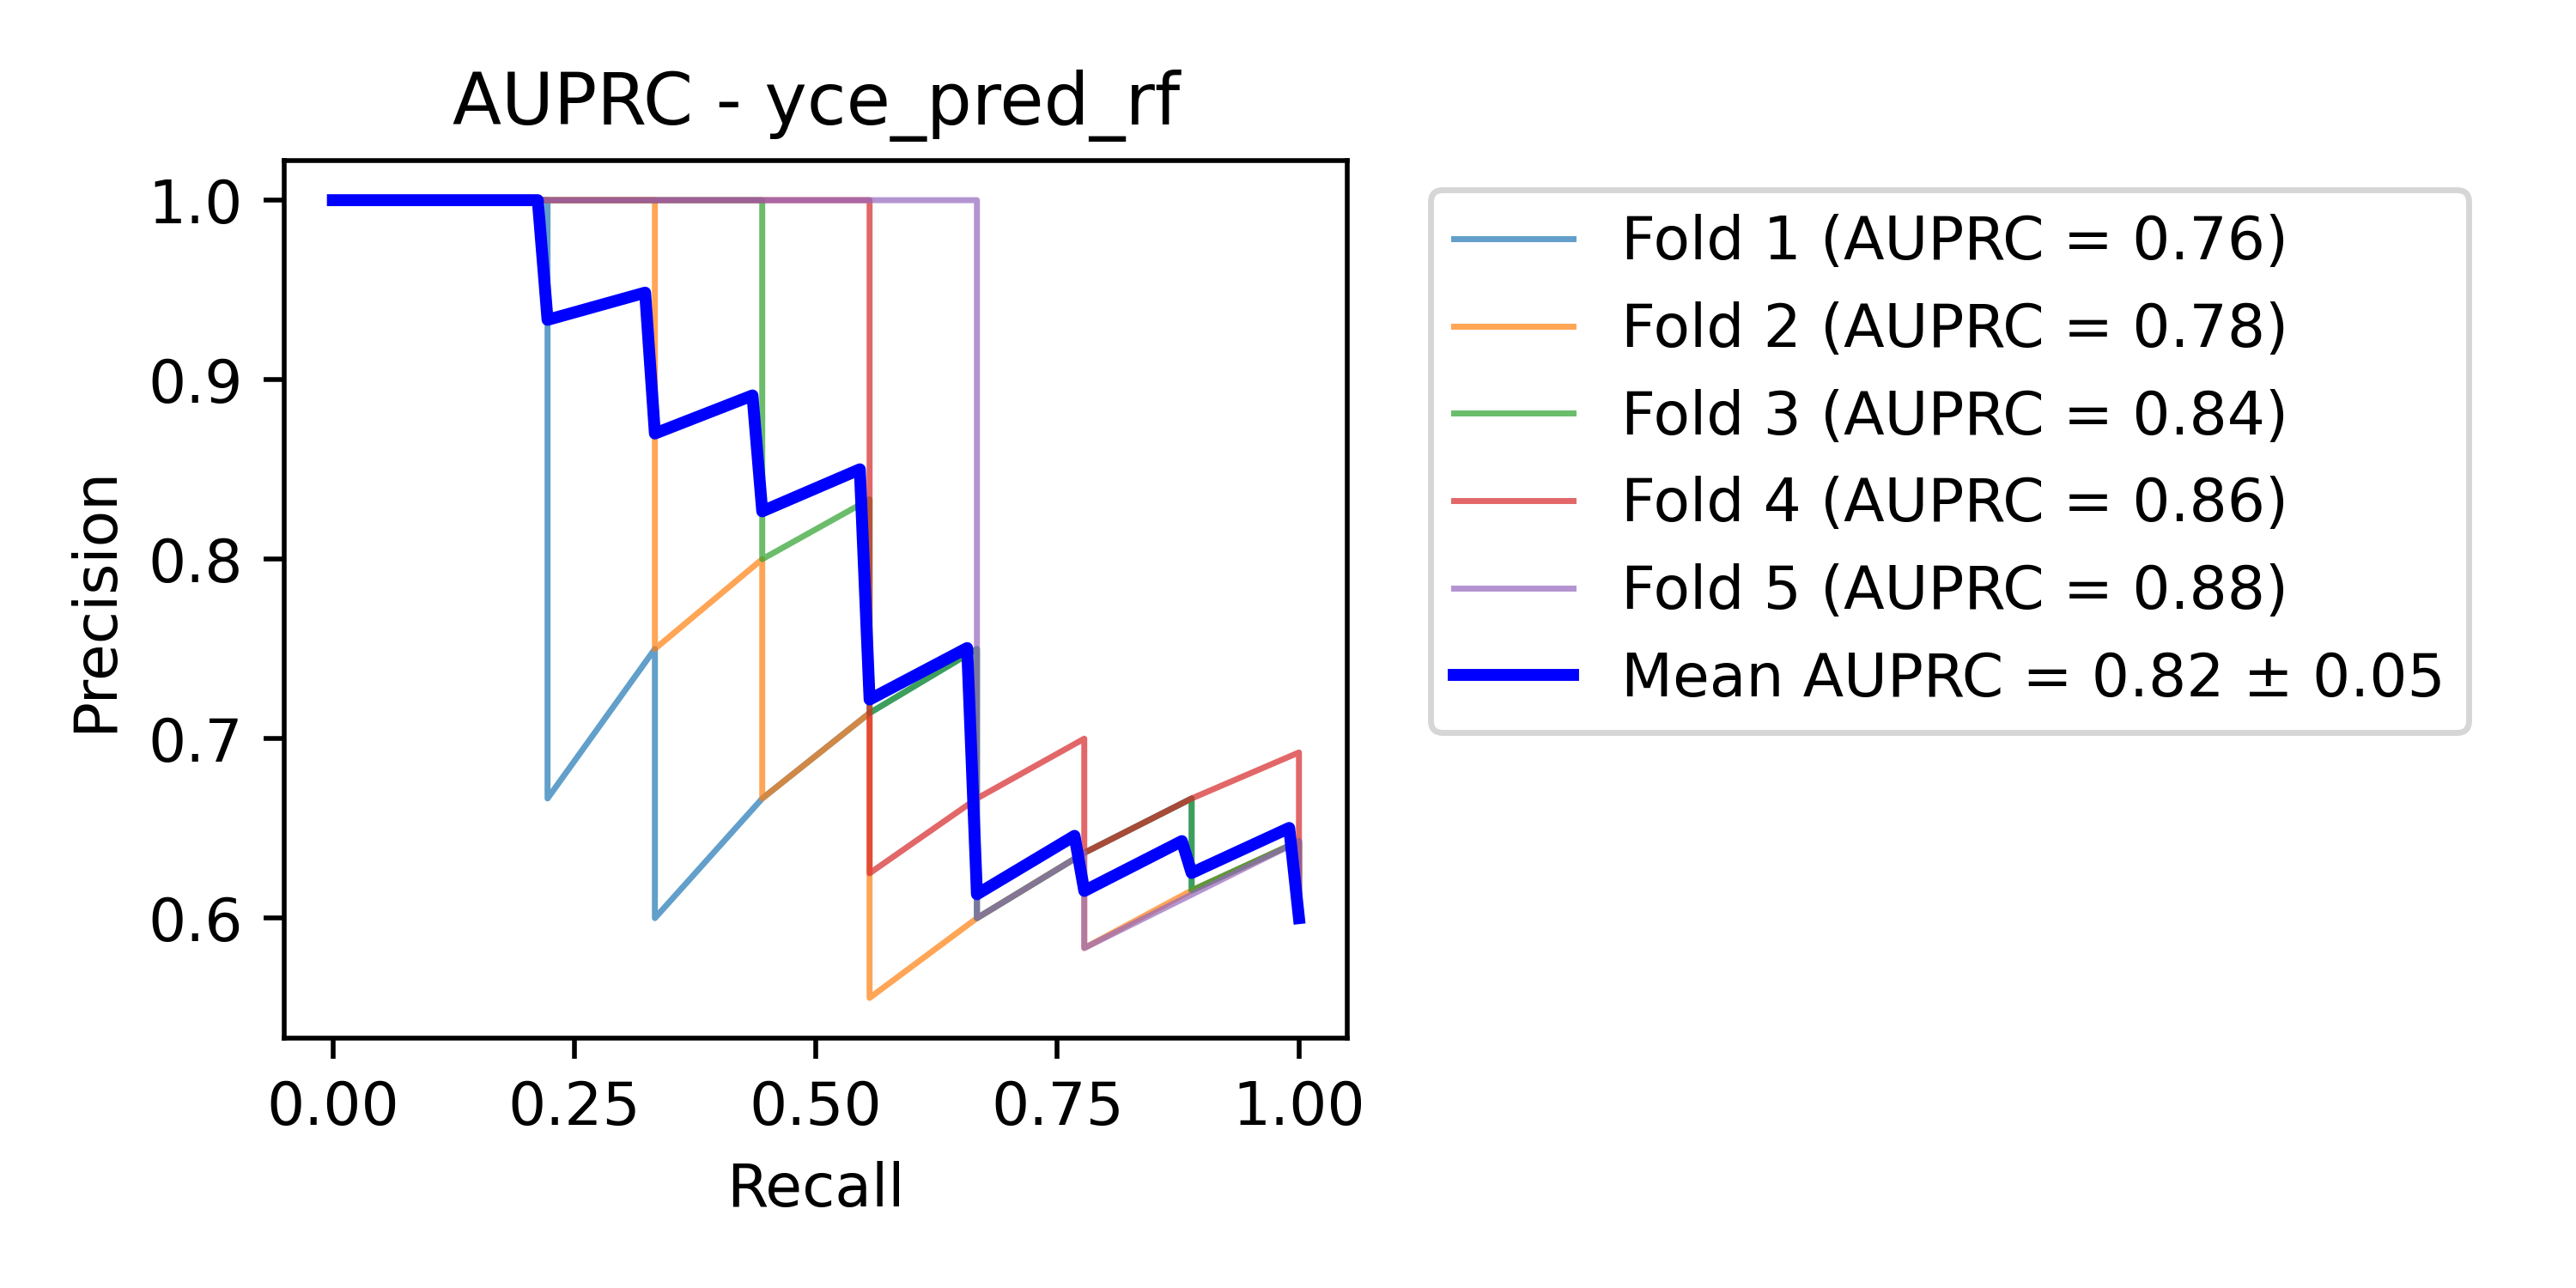 AUPRC - yce_pred_rf
1.0
0.9
0.8
0.7
0.6
Precision
0.00 0.25 0.50 0.75 1.00
Recall
Fold 1 (AUPRC = 0.76)
Fold 2 (AUPRC = 0.78)
Fold 3 (AUPRC = 0.84)
Fold 4 (AUPRC = 0.86)
Fold 5 (AUPRC = 0.88)
Mean AUPRC = 0.82 ± 0.05